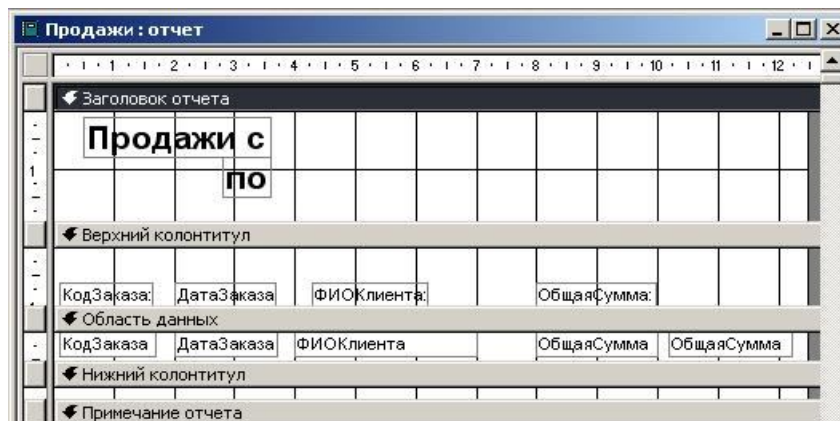 Продажи : отчет
1 2 3 4 5 6 7 8 9 10 11 12
Заголовок отчета
Продажи с
по
1
Верхний колонтитул
КодЗаказа: ДатаЗаказа ФИОКлиента: ОбщаяСумма:
Область данных
КодЗаказа ДатаЗаказа ФИОКлиента ОбщаяСумма ОбщаяСумма
Нижний колонтитул
Примечание отчета